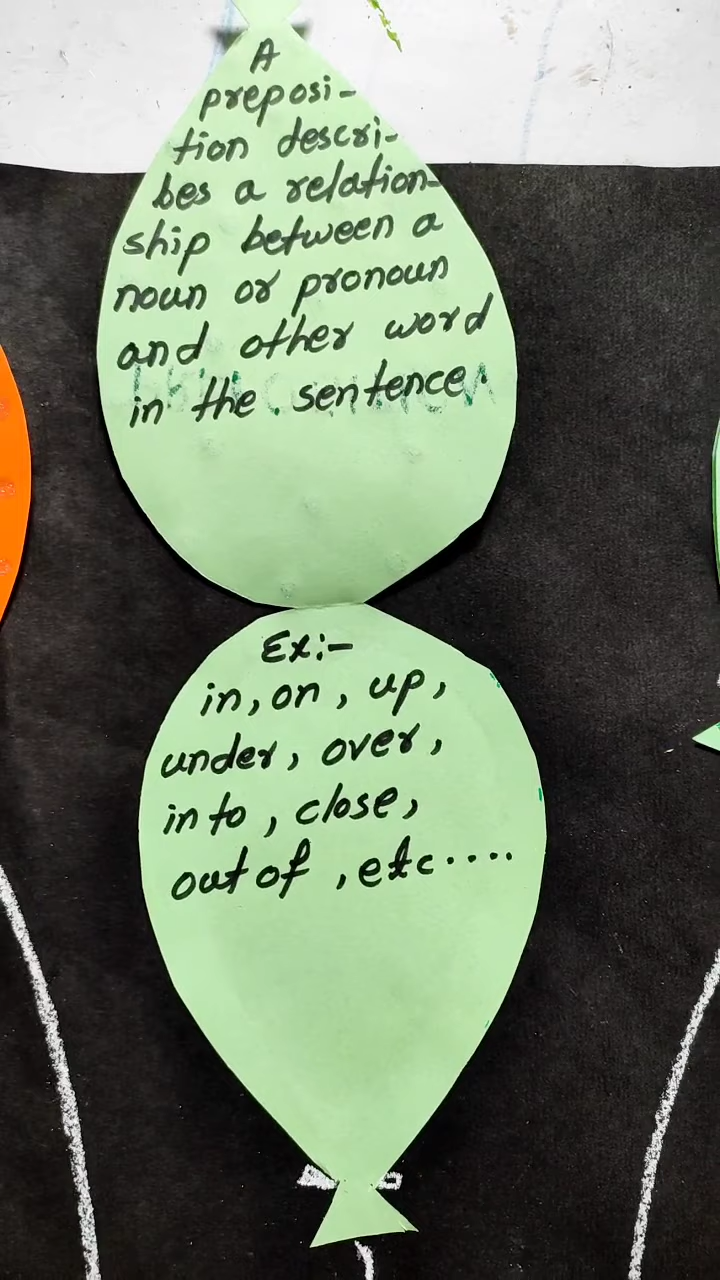 A
preposi-
tion descri-
bes a relation-
ship between a
noun or pronoun
and other word
in the sentence.
Ex:-
in, on, up,
under, over,
into, close,
out of, etc....